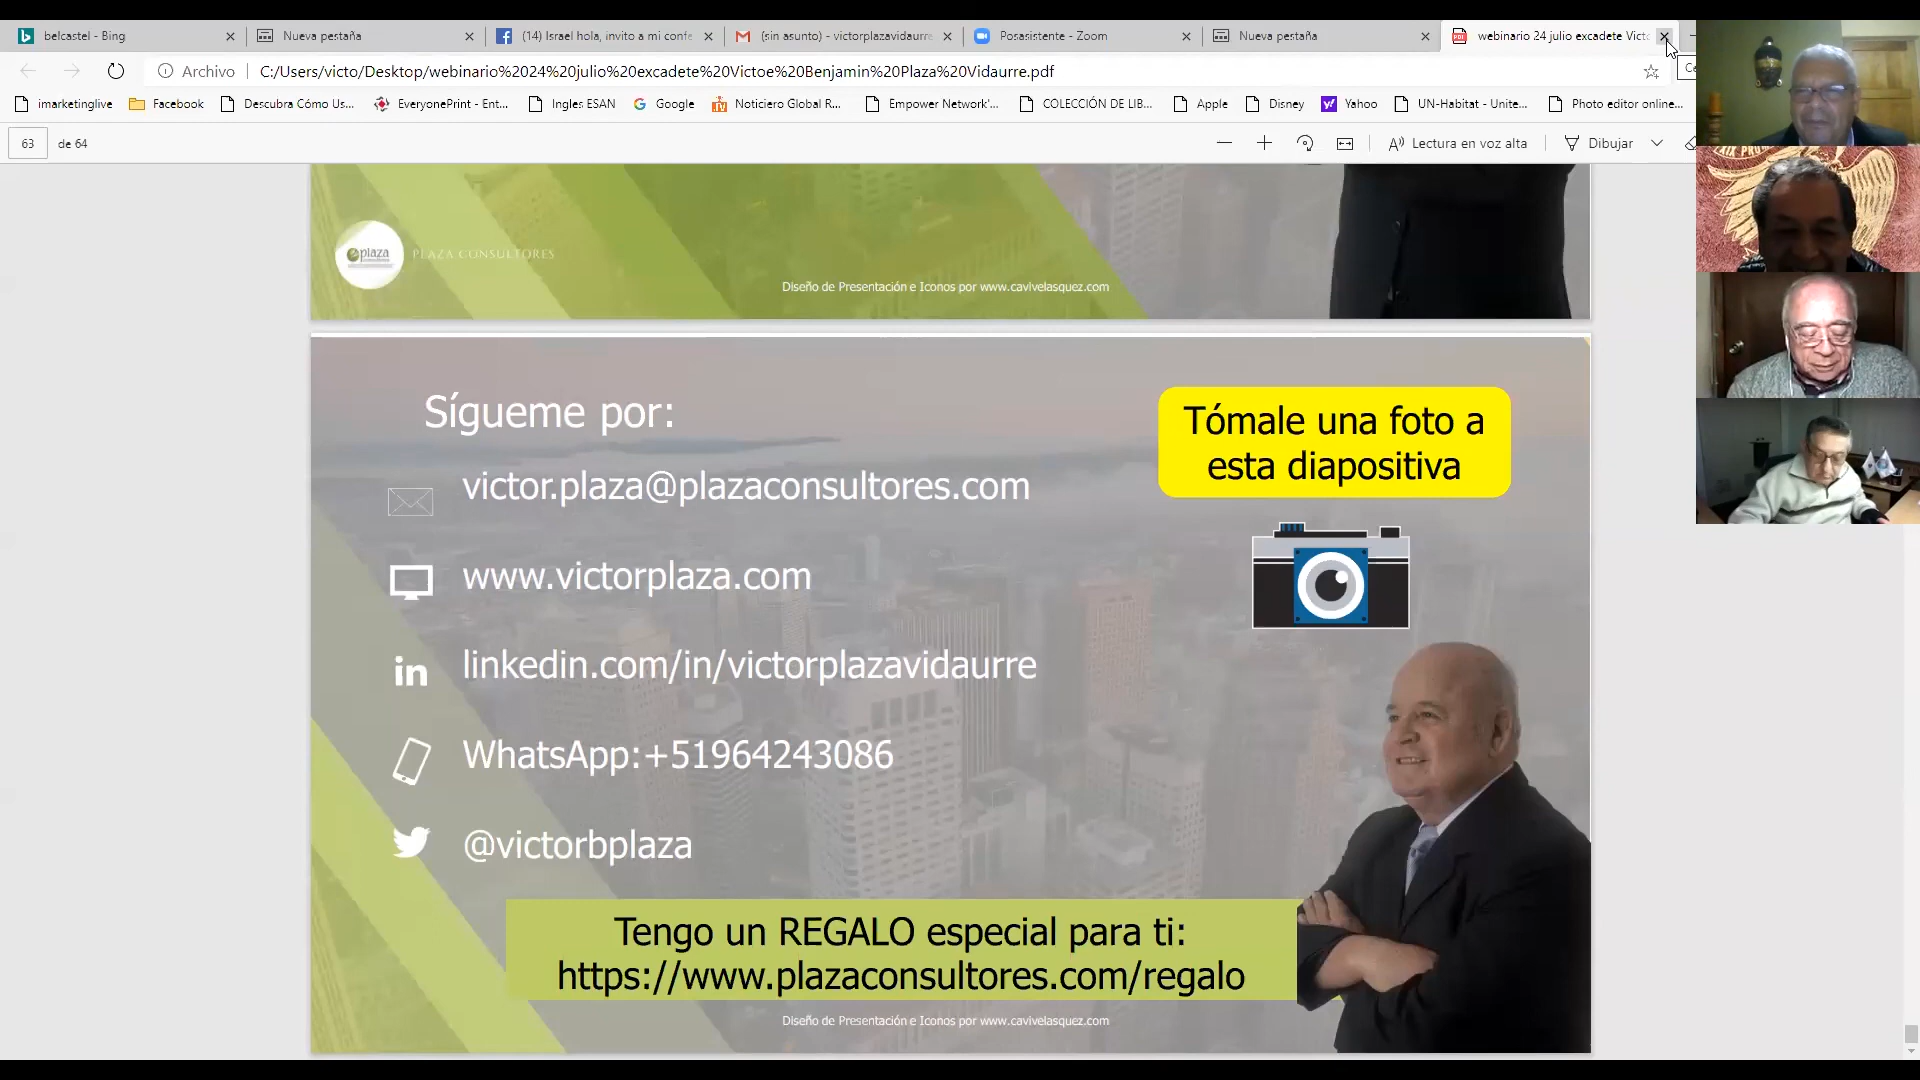 belcastel - Bing
Nueva pestaña
(14) Israel hola, invito a mi confe
(sin asunto) - victorplazavidaurre
Posasistente - Zoom
Nueva pestaña
webinario 24 julio excadete Victo
Archivo
C:/Users/victo/Desktop/webinario%2024%20julio%20excadete%20Victoe%20Benjamin%20Plaza%20Vidaurre.pdf
Ce
imarketinglive
Facebook
Descubra Cómo Us...
EveryonePrint - Ent...
Ingles ESAN
Google
Noticiero Global R...
Empower Network'...
COLECCIÓN DE LIB...
Apple
Disney
Yahoo
UN-Habitat - Unite...
Photo editor online...
63 de 64
Lectura en voz alta
Dibujar
plaza
PLAZA CONSULTORES
Diseño de Presentación e Iconos por www.cavivelasquez.com
Sígueme por:
Tómale una foto a
esta diapositiva
victor.plaza@plazaconsultores.com
www.victorplaza.com
linkedin.com/in/victorplazavidaurre
WhatsApp:+51964243086
@victorbplaza
Tengo un REGALO especial para ti:
https://www.plazaconsultores.com/regalo
Diseño de Presentación e Iconos por www.cavivelasquez.com